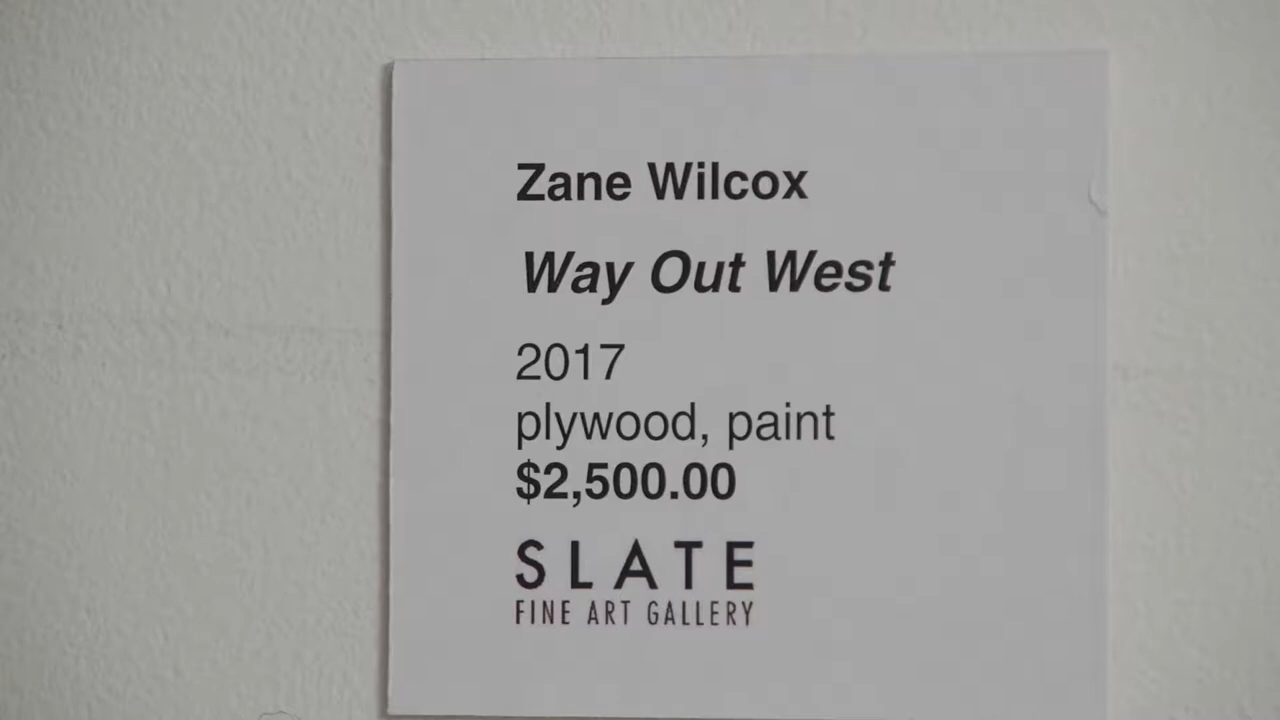 Zane Wilcox
Way Out West
2017
plywood, paint
$2,500.00
SLATE
FINE ART GALLERY